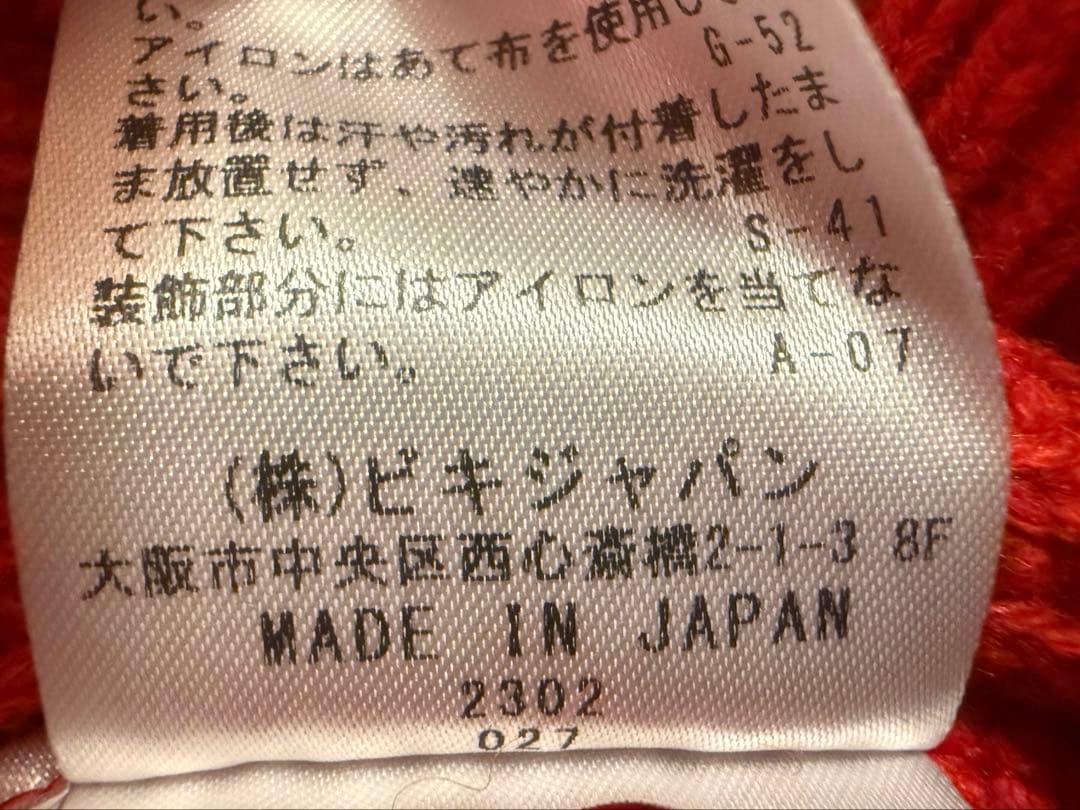 い。
アイロンはあて布を使用して
さい。 G-52
着用後は汗や汚れが付着したま
ま放置せず、速やかに洗濯をし
て下さい。 S-41
装飾部分にはアイロンを当てな
いで下さい。 A-07
(株)ビキジャパン
大阪市中央区西心斎橋2-1-3 8F
MADE IN JAPAN
2302
027